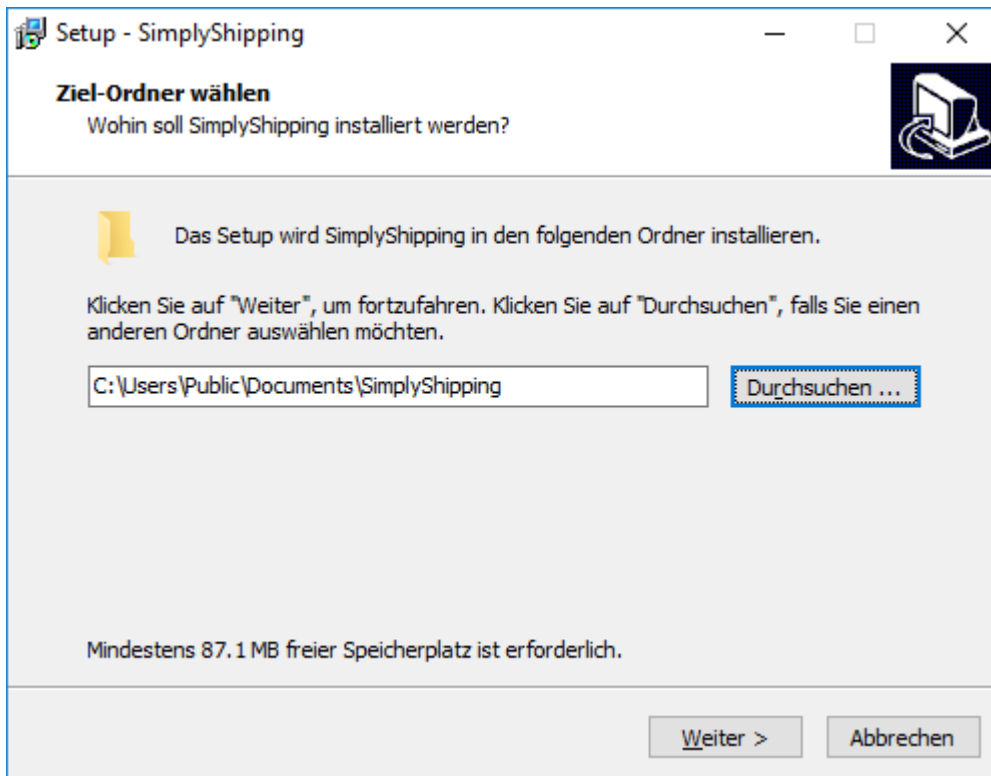 Setup - SimplyShipping
Ziel-Ordner wählen
Wohin soll SimplyShipping installiert werden?
Das Setup wird SimplyShipping in den folgenden Ordner installieren.
Klicken Sie auf "Weiter", um fortzufahren. Klicken Sie auf "Durchsuchen", falls Sie einen
anderen Ordner auswählen möchten.
C:\Users\Public\Documents\SimplyShipping
Durchsuchen ...
Mindestens 87.1 MB freier Speicherplatz ist erforderlich.
Weiter >
Abbrechen